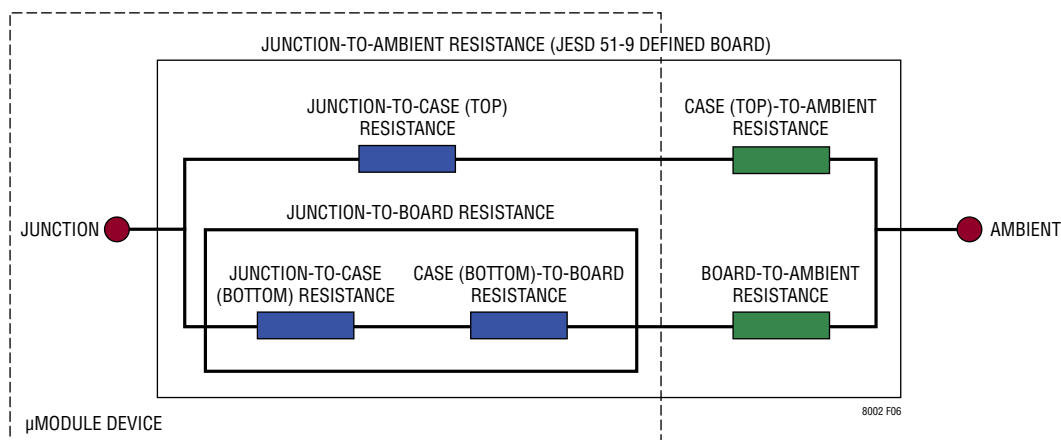 JUNCTION-TO-AMBIENT RESISTANCE (JESD 51-9 DEFINED BOARD)
JUNCTION-TO-CASE (TOP)
RESISTANCE
CASE (TOP)-TO-AMBIENT
RESISTANCE
JUNCTION
JUNCTION-TO-BOARD RESISTANCE
AMBIENT
JUNCTION-TO-CASE
(BOTTOM) RESISTANCE
CASE (BOTTOM)-TO-BOARD
RESISTANCE
BOARD-TO-AMBIENT
RESISTANCE
8002 F06
µMODULE DEVICE